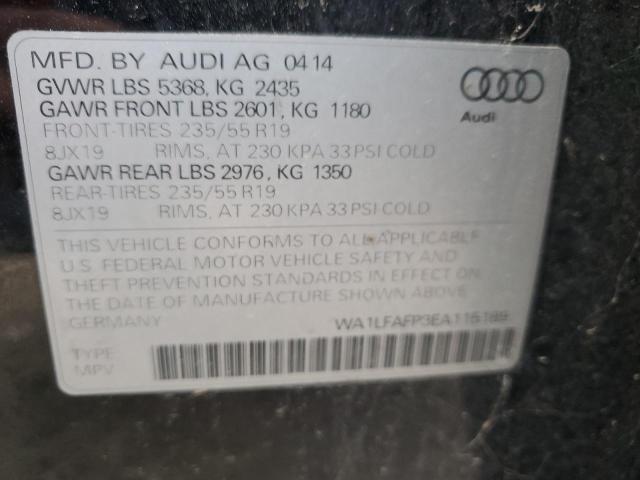 MFD. BY AUDI AG 0414
GVWR LBS 5368, KG 2435
GAWR FRONT LBS 2601, KG 1180
FRONT-TIRES 235/55 R19
8JX19 RIMS, AT 230 KPA 33 PSI COLD
GAWR REAR LBS 2976, KG 1350
REAR-TIRES 235/55 R19
8JX19 RIMS, AT 230 KPA 33 PSI COLD
Audi
THIS VEHICLE CONFORMS TO ALL APPLICABLE
U.S. FEDERAL MOTOR VEHICLE SAFETY AND
THEFT PREVENTION STANDARDS IN EFFECT ON
THE DATE OF MANUFACTURE SHOWN ABOVE
GERMANY
TYPE
MPV